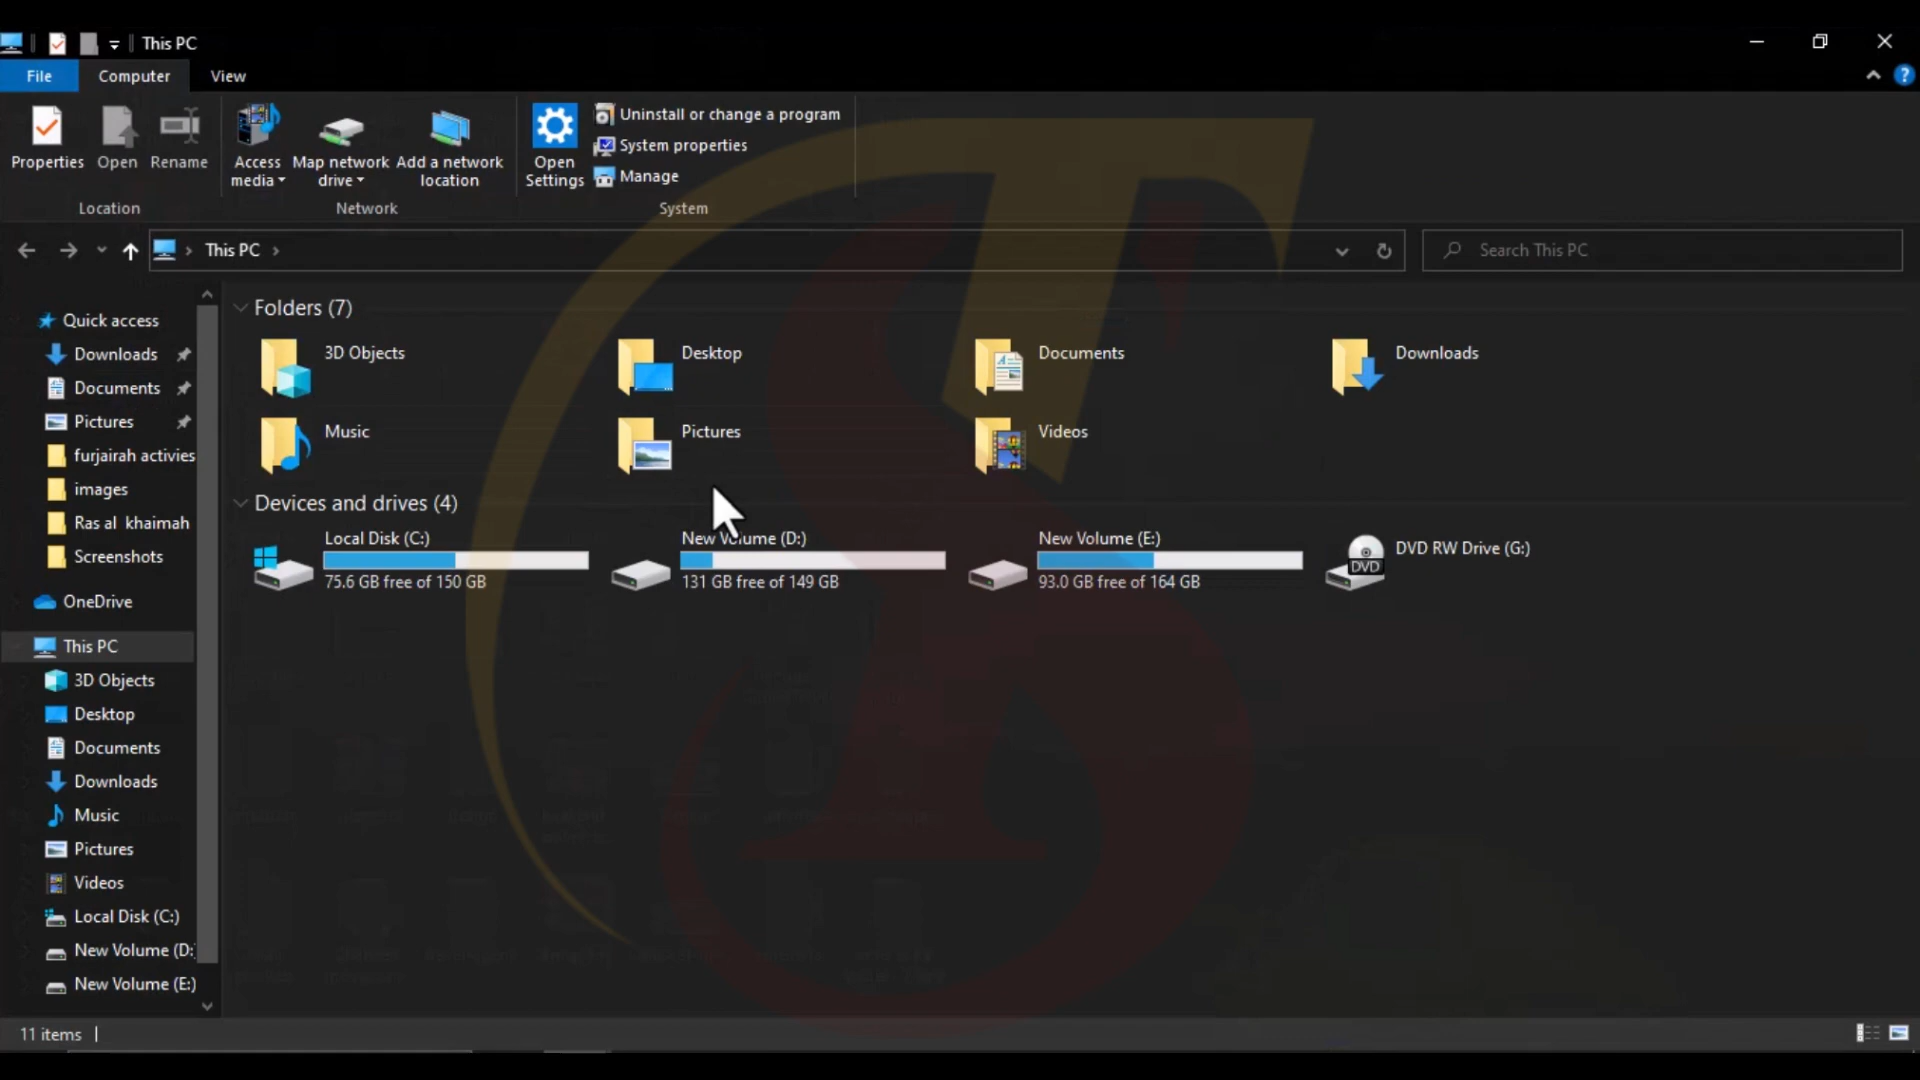 This PC
File Computer View
Properties Open Rename Access media Map network drive Add a network location Open Settings Uninstall or change a program
System properties
Manage
Location Network System
This PC
Search This PC
Quick access
Downloads
Documents
Pictures
furjairah activies
images
Ras al khaimah
Screenshots
OneDrive
This PC
3D Objects
Desktop
Documents
Downloads
Music
Pictures
Videos
Local Disk (C:)
New Volume (D:
New Volume (E:)
Folders (7)
3D Objects Desktop Documents Downloads
Music Pictures Videos
Devices and drives (4)
Local Disk (C:)
75.6 GB free of 150 GB
New Volume (D:)
131 GB free of 149 GB
New Volume (E:)
93.0 GB free of 164 GB
DVD RW Drive (G:)
DVD
11 items